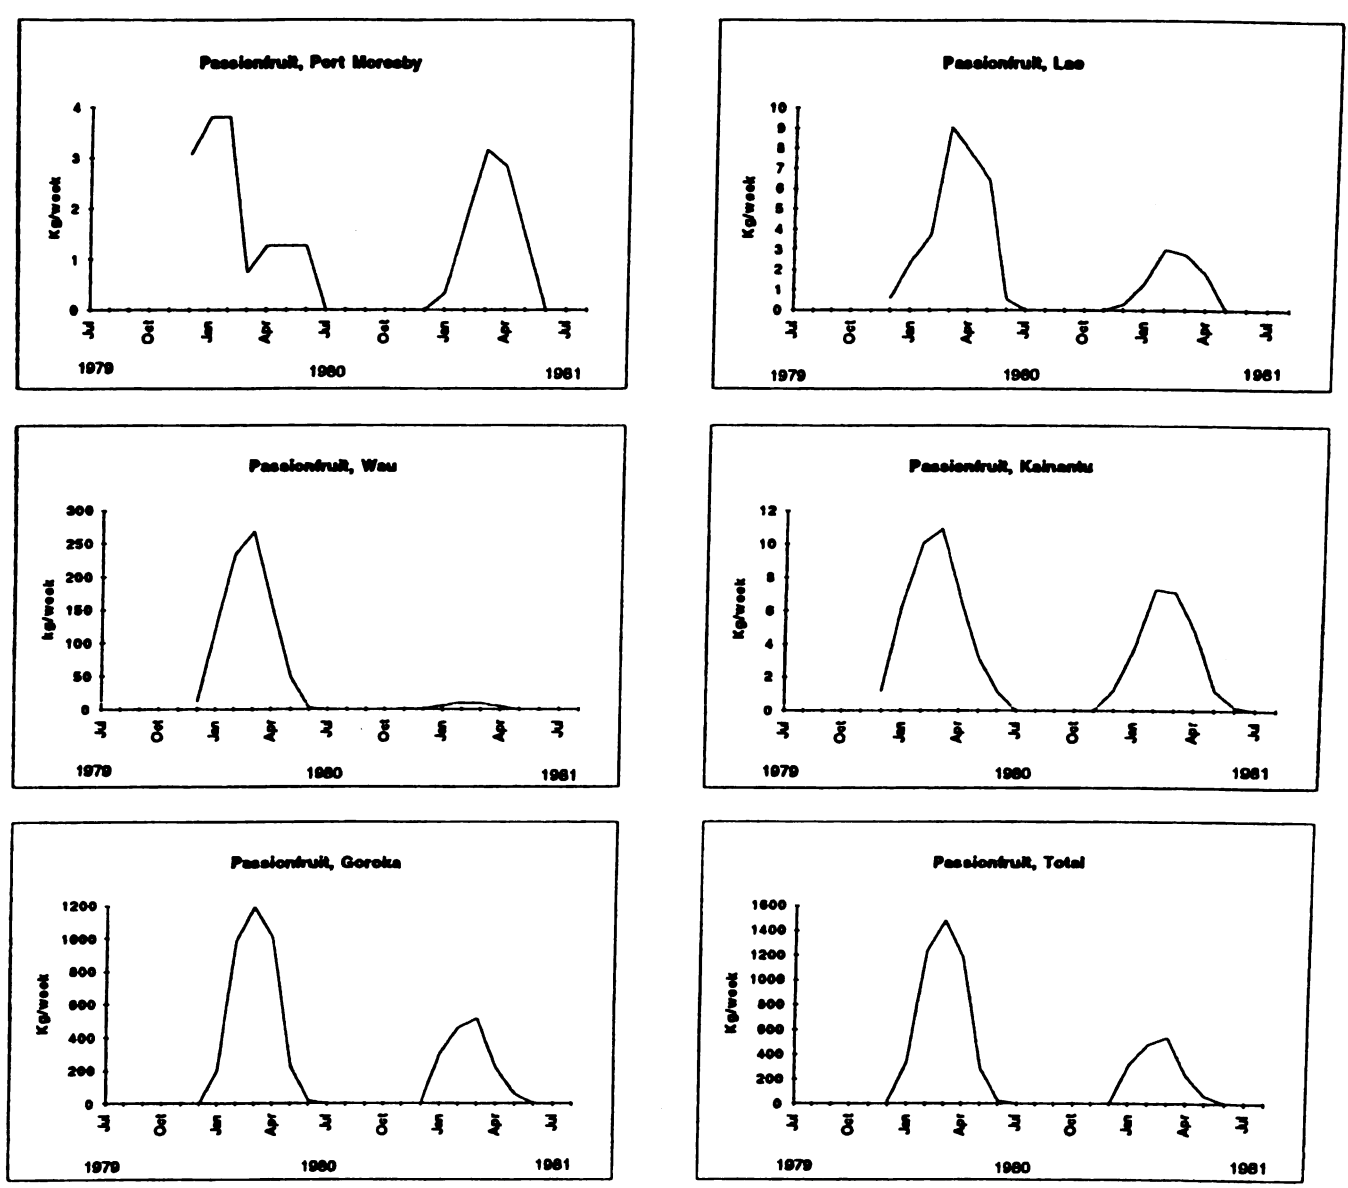 Passionfruit, Port Moresby
Kg/week
4
3
2
1
0
Jul Oct Jan Apr Jul Oct Jan Apr Jul
1979 1980 1981
Passionfruit, Lae
Kg/week
10
9
8
7
6
5
4
3
2
1
0
Jul Oct Jan Apr Jul Oct Jan Apr Jul
1979 1980 1981
Passionfruit, Wau
kg/week
300
250
200
150
100
50
0
Jul Oct Jan Apr Jul Oct Jan Apr Jul
1979 1980 1981
Passionfruit, Kainantu
Kg/week
12
10
8
6
4
2
0
Jul Oct Jan Apr Jul Oct Jan Apr Jul
1979 1980 1981
Passionfruit, Goroka
Kg/week
1200
1000
800
600
400
200
0
Jul Oct Jan Apr Jul Oct Jan Apr Jul
1979 1980 1981
Passionfruit, Total
Kg/week
1600
1400
1200
1000
800
600
400
200
0
Jul Oct Jan Apr Jul Oct Jan Apr Jul
1979 1980 1981